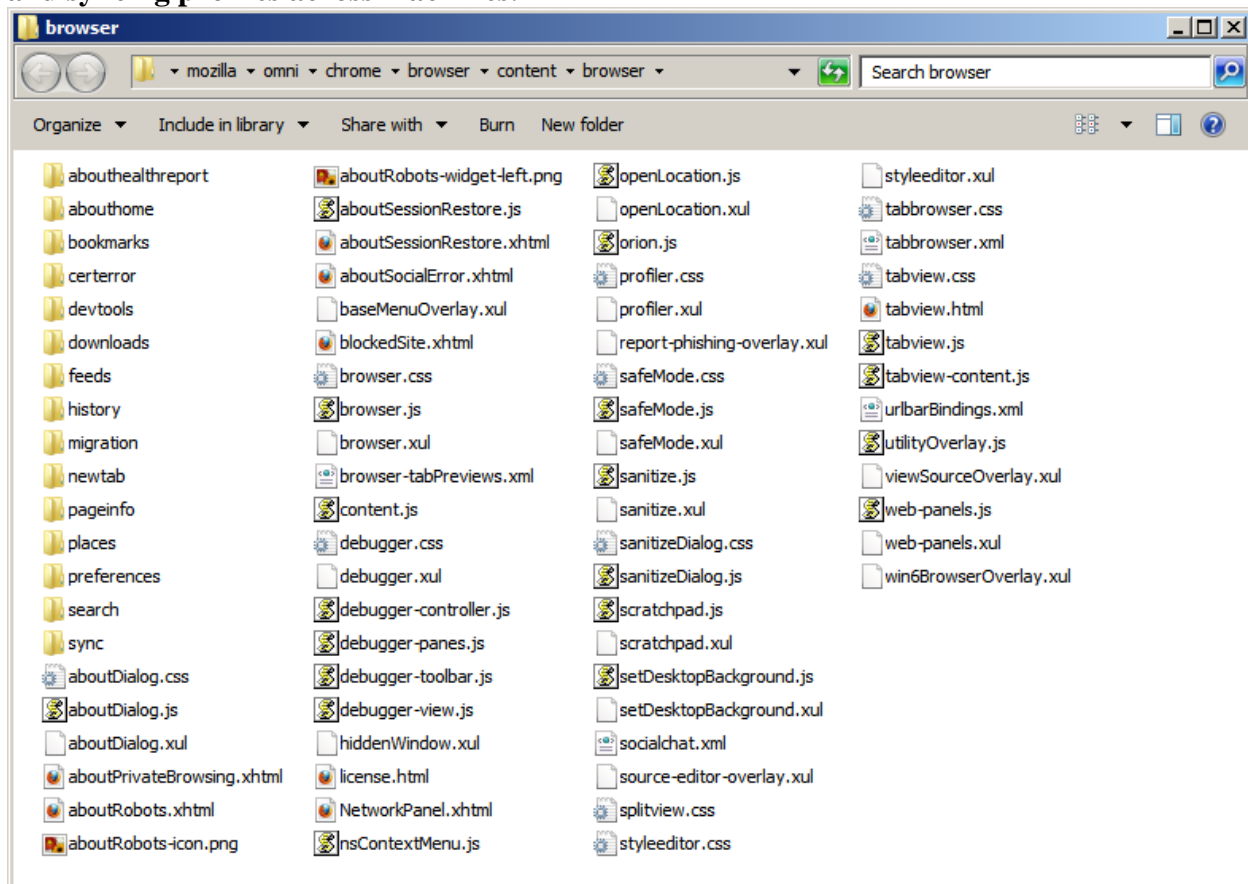 and syncing profiles across machines.
browser
mozilla omni chrome browser content browser
Search browser
Organize Include in library Share with Burn New folder
abouthealthreport
abouthome
bookmarks
certerror
devtools
downloads
feeds
history
migration
newtab
pageinfo
places
preferences
search
sync
aboutDialog.css
aboutDialog.js
aboutDialog.xul
aboutPrivateBrowsing.xhtml
aboutRobots.xhtml
aboutRobots-icon.png
aboutRobots-widget-left.png
aboutSessionRestore.js
aboutSessionRestore.xhtml
aboutSocialError.xhtml
baseMenuOverlay.xul
blockedSite.xhtml
browser.css
browser.js
browser.xul
browser-tabPreviews.xml
content.js
debugger.css
debugger.xul
debugger-controller.js
debugger-panes.js
debugger-toolbar.js
debugger-view.js
hiddenWindow.xul
license.html
NetworkPanel.xhtml
nsContextMenu.js
openLocation.js
openLocation.xul
orion.js
profiler.css
profiler.xul
report-phishing-overlay.xul
safeMode.css
safeMode.js
safeMode.xul
sanitize.js
sanitize.xul
sanitizeDialog.css
sanitizeDialog.js
scratchpad.js
scratchpad.xul
setDesktopBackground.js
setDesktopBackground.xul
socialchat.xml
source-editor-overlay.xul
splitview.css
styleeditor.css
styleeditor.xul
tabbrowser.css
tabbrowser.xml
tabview.css
tabview.html
tabview.js
tabview-content.js
urlbarBindings.xml
utilityOverlay.js
viewSourceOverlay.xul
web-panels.js
web-panels.xul
win6BrowserOverlay.xul